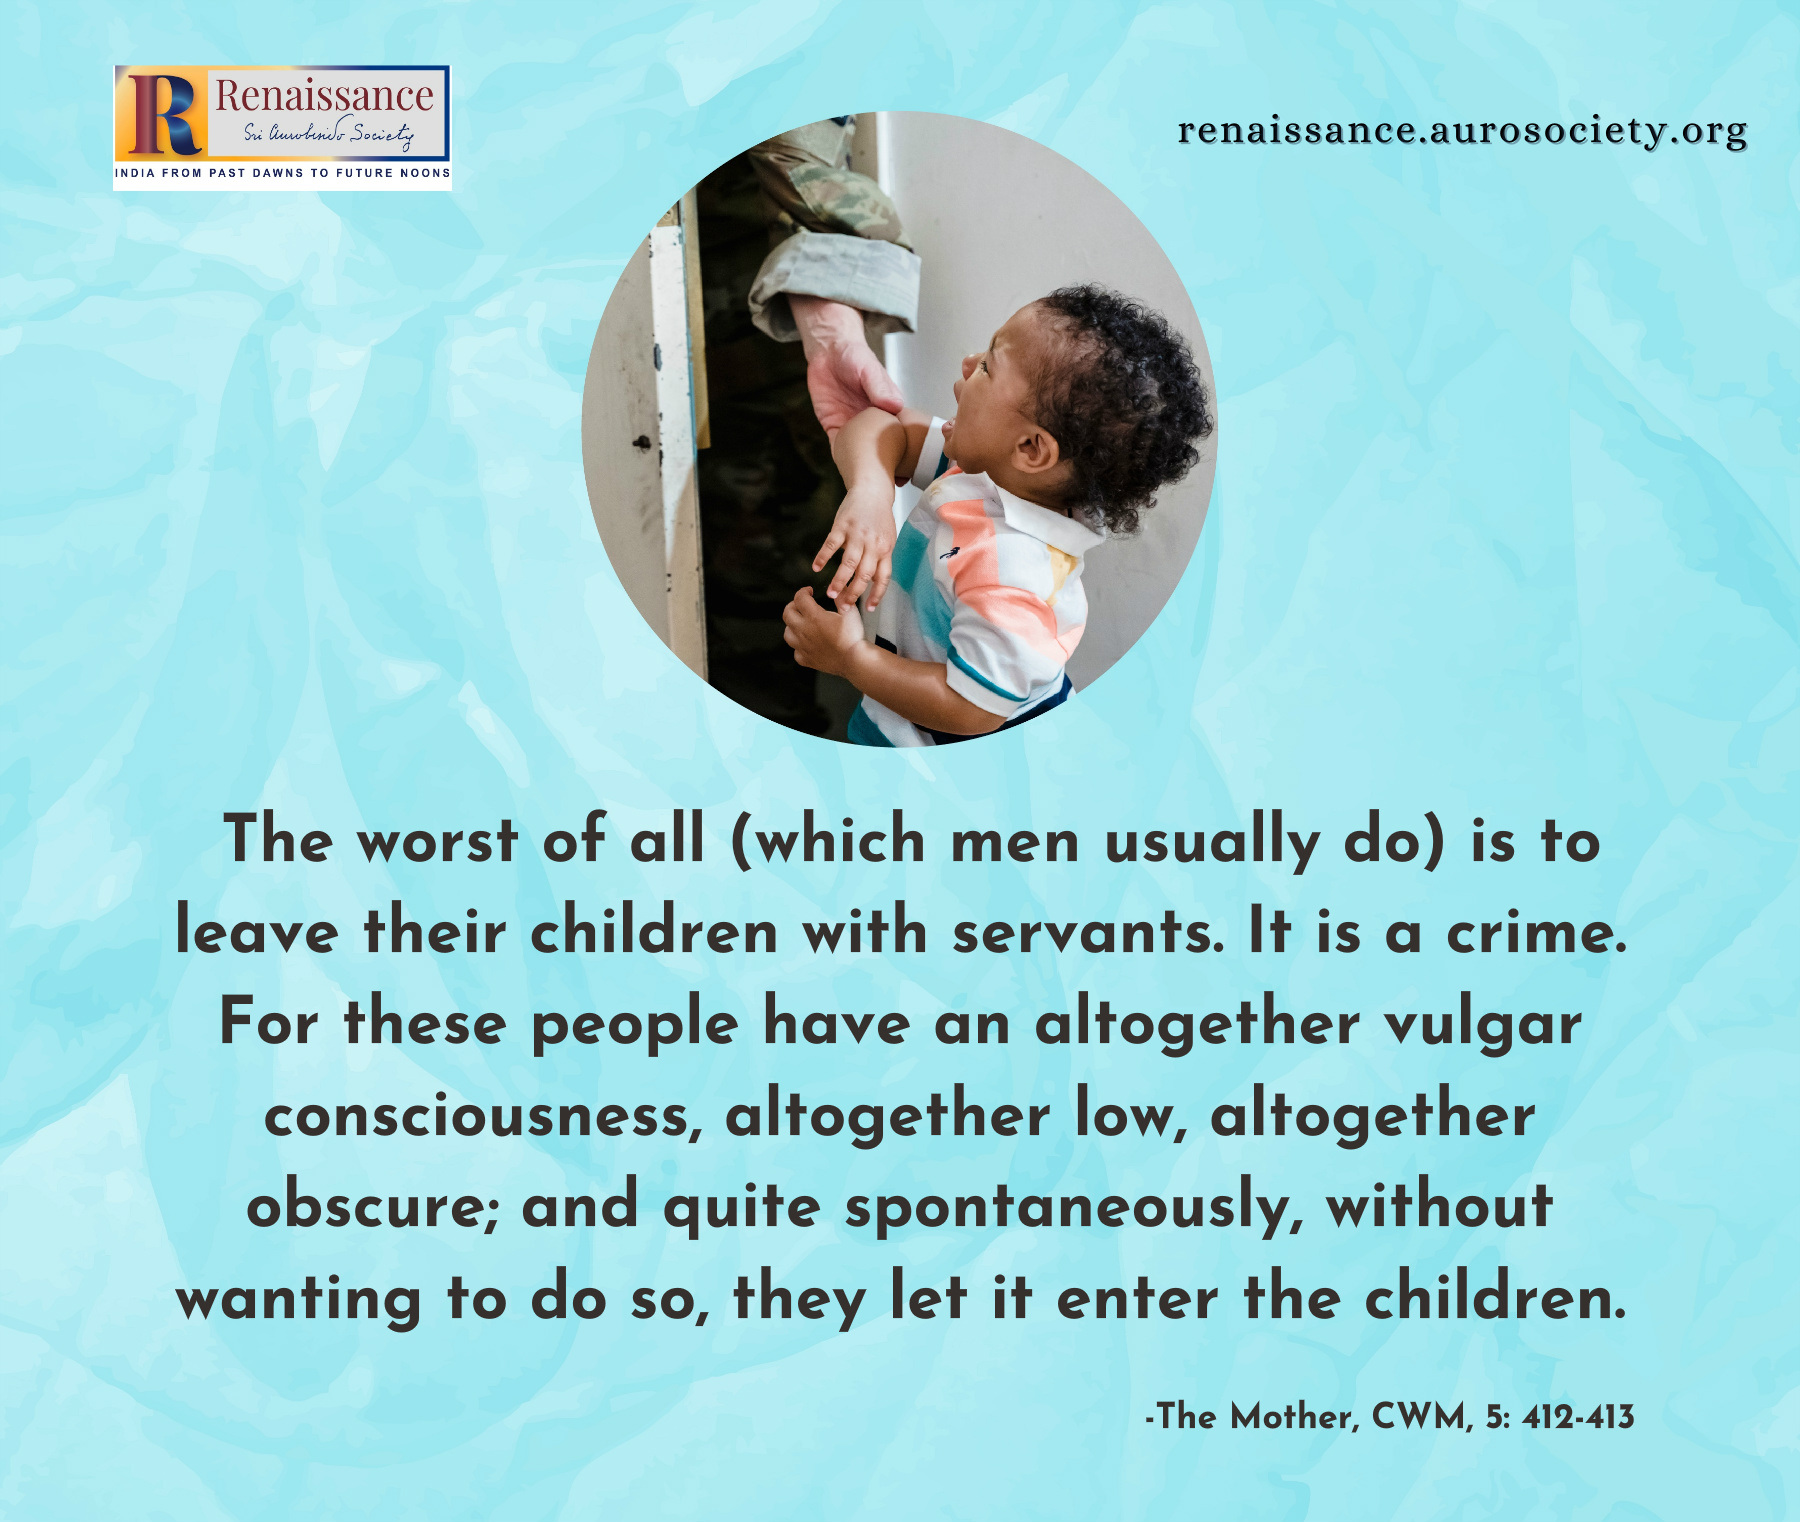 Renaissance
Sri Aurobindo Society
INDIA FROM PAST DAWNS TO FUTURE NOONS
renaissance.aurosociety.org
The worst of all (which men usually do) is to
leave their children with servants. It is a crime.
For these people have an altogether vulgar
consciousness, altogether low, altogether
obscure; and quite spontaneously, without
wanting to do so, they let it enter the children.
-The Mother, CWM, 5: 412-413